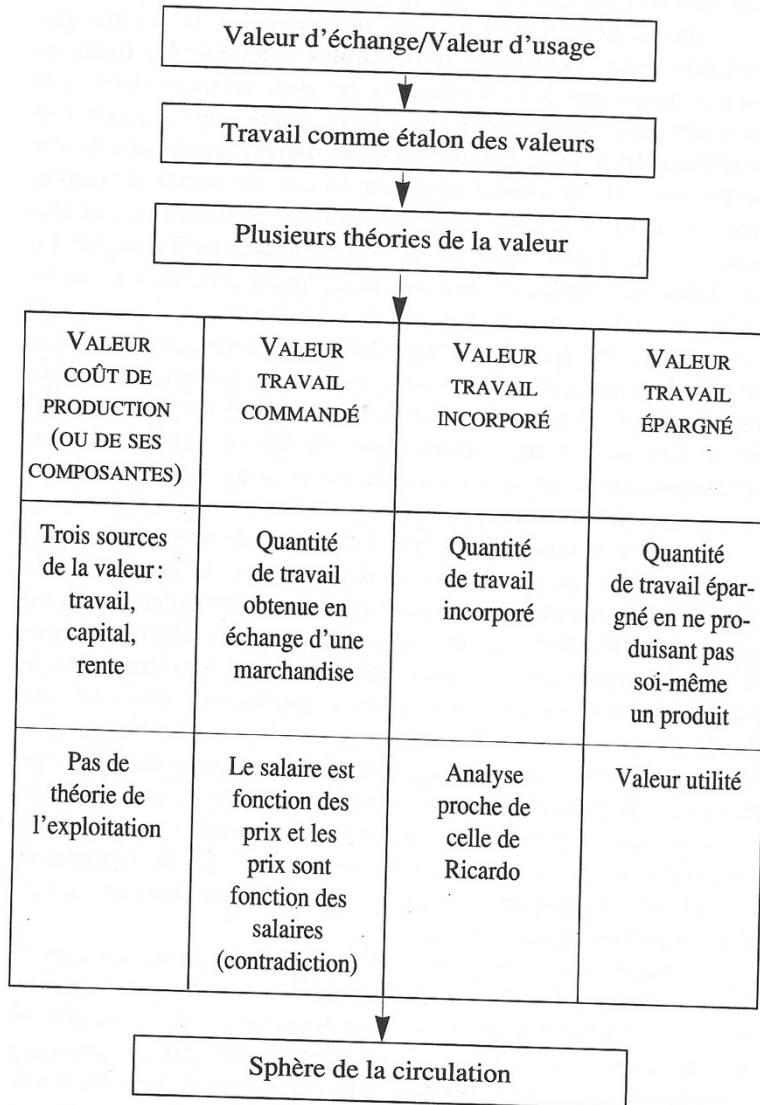 Valeur d'échange/Valeur d'usage
Travail comme étalon des valeurs
Plusieurs théories de la valeur
VALEUR
COÛT DE
PRODUCTION
(OU DE SES
COMPOSANTES)
VALEUR
TRAVAIL
COMMANDÉ
VALEUR
TRAVAIL
INCORPORÉ
VALEUR
TRAVAIL
ÉPARGNÉ
Trois sources
de la valeur :
travail,
capital,
rente
Quantité
de travail
obtenue en
échange d'une
marchandise
Quantité
de travail
incorporé
Quantité
de travail épar-
gné en ne pro-
duisant pas
soi-même
un produit
Pas de
théorie de
l'exploitation
Le salaire est
fonction des
prix et les
prix sont
fonction des
salaires
(contradiction)
Analyse
proche de
celle de
Ricardo
Valeur utilité
Sphère de la circulation